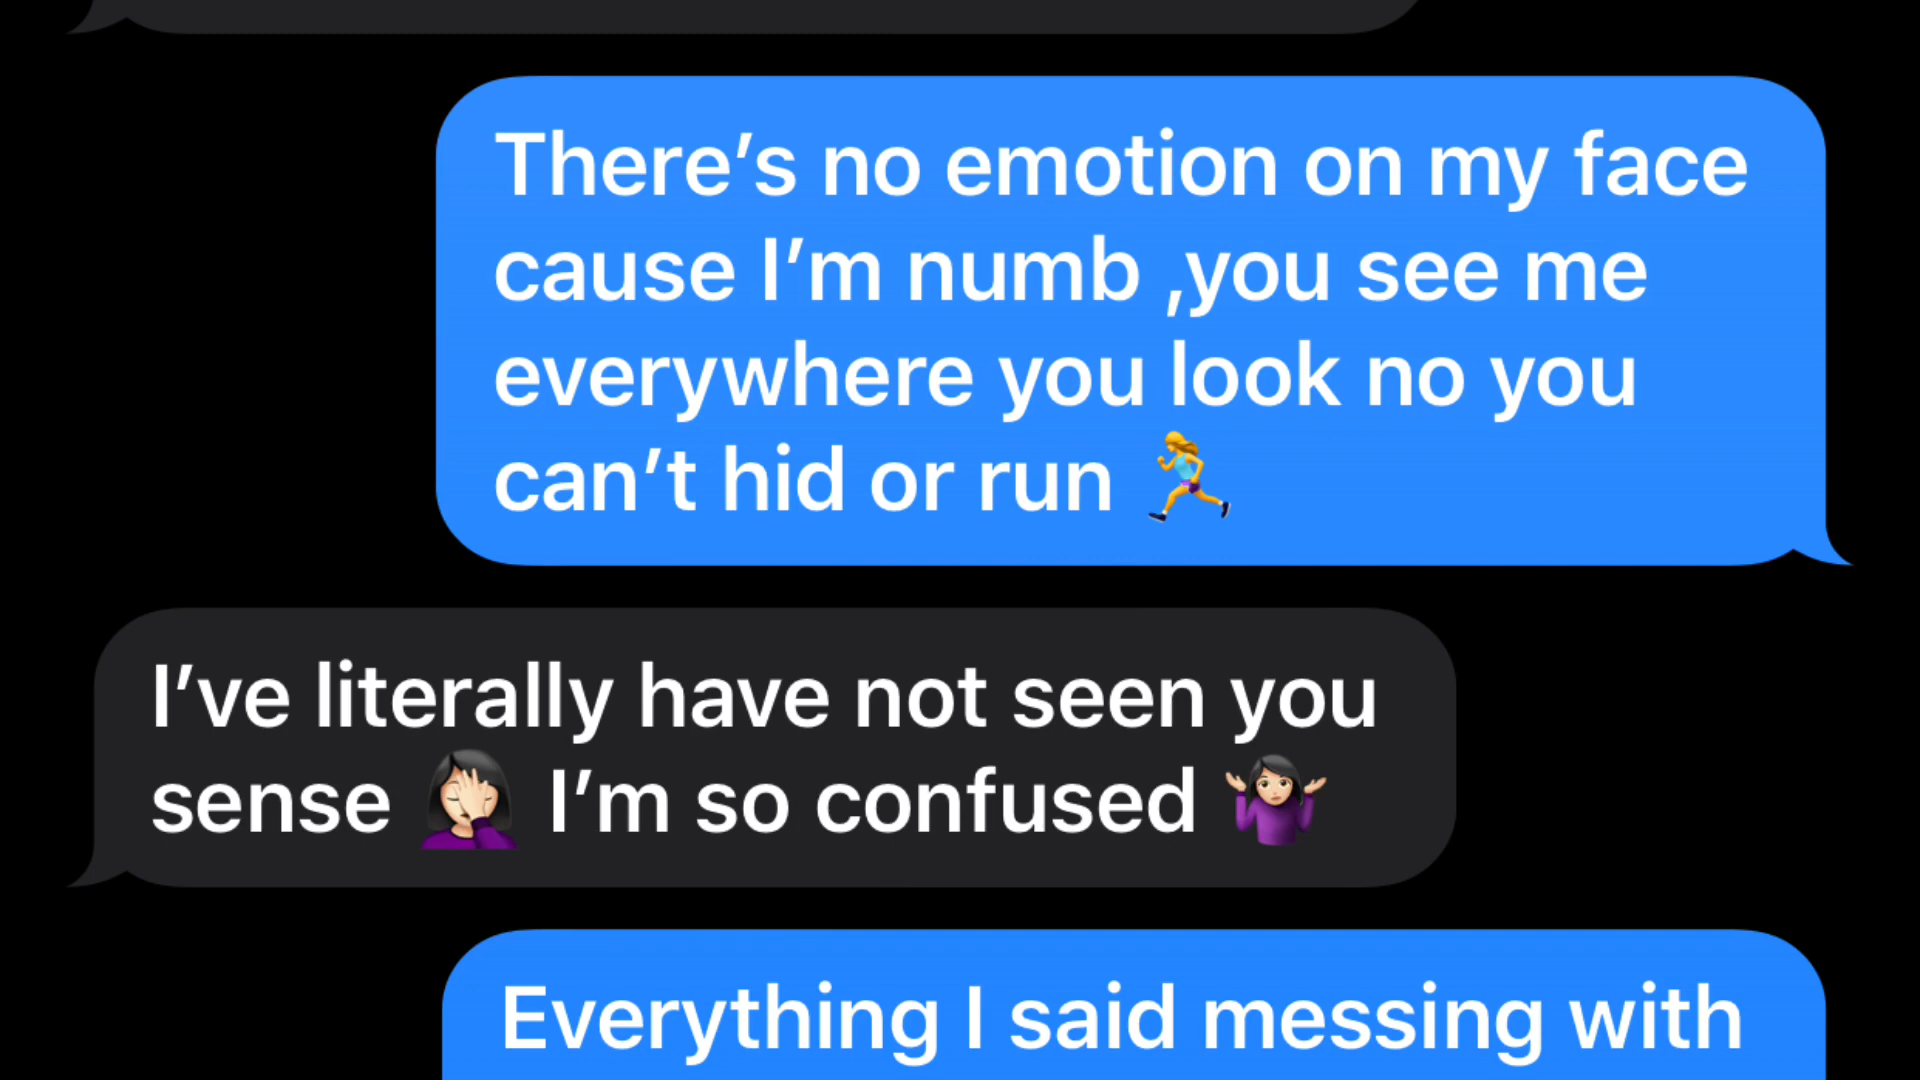 There’s no emotion on my face
cause I’m numb ,you see me
everywhere you look no you
can’t hid or run 🏃‍♀️
I’ve literally have not seen you
sense 🤦🏻‍♀️ I’m so confused 🤷🏻‍♀️
Everything I said messing with